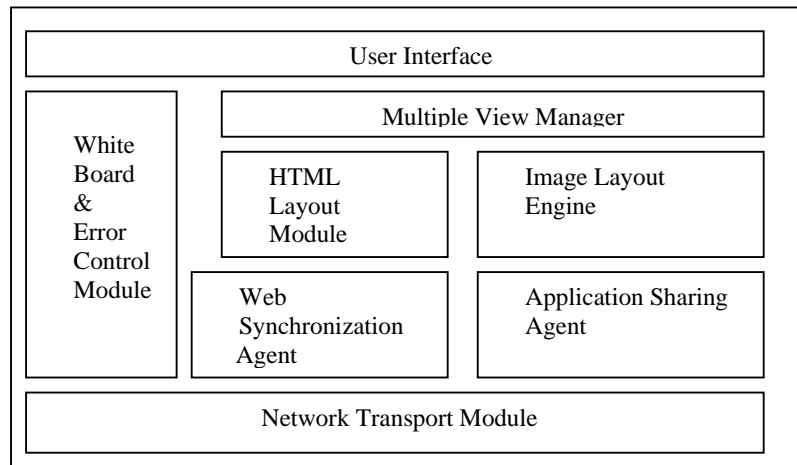 User Interface
Multiple View Manager
White
Board
&
Error
Control
Module
HTML
Layout
Module
Image Layout
Engine
Web
Synchronization
Agent
Application Sharing
Agent
Network Transport Module